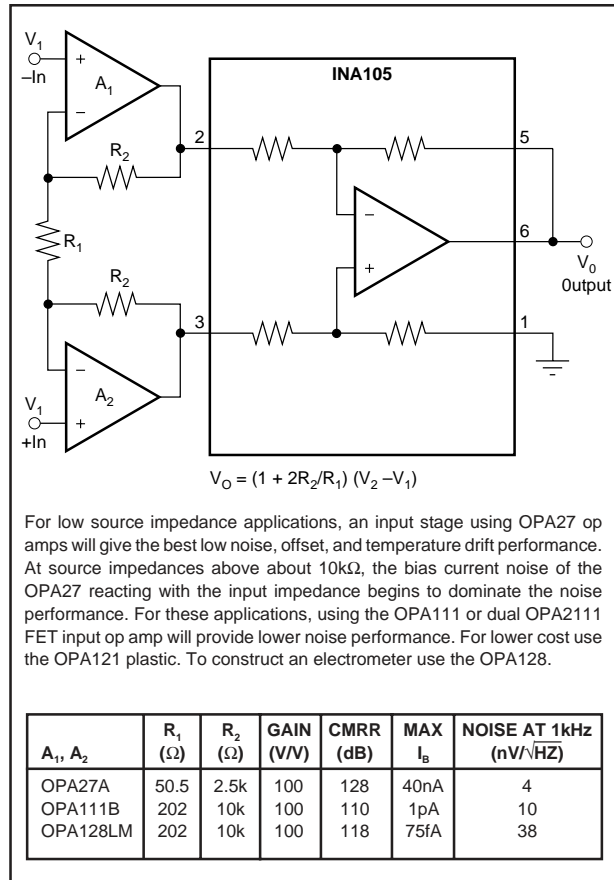 V1
–In
+
A1
–
INA105
2
5
R2
–
6
R1
V0
0utput
+
R2
3
1
–
A2
V1
+
+In
VO = (1 + 2R2/R1) (V2 –V1)
For low source impedance applications, an input stage using OPA27 op
amps will give the best low noise, offset, and temperature drift performance.
At source impedances above about 10kΩ, the bias current noise of the
OPA27 reacting with the input impedance begins to dominate the noise
performance. For these applications, using the OPA111 or dual OPA2111
FET input op amp will provide lower noise performance. For lower cost use
the OPA121 plastic. To construct an electrometer use the OPA128.
A1, A2 R1 (Ω) R2 (Ω) GAIN (V/V) CMRR (dB) MAX IB NOISE AT 1kHz (nV/√HZ)
OPA27A 50.5 2.5k 100 128 40nA 4
OPA111B 202 10k 100 110 1pA 10
OPA128LM 202 10k 100 118 75fA 38